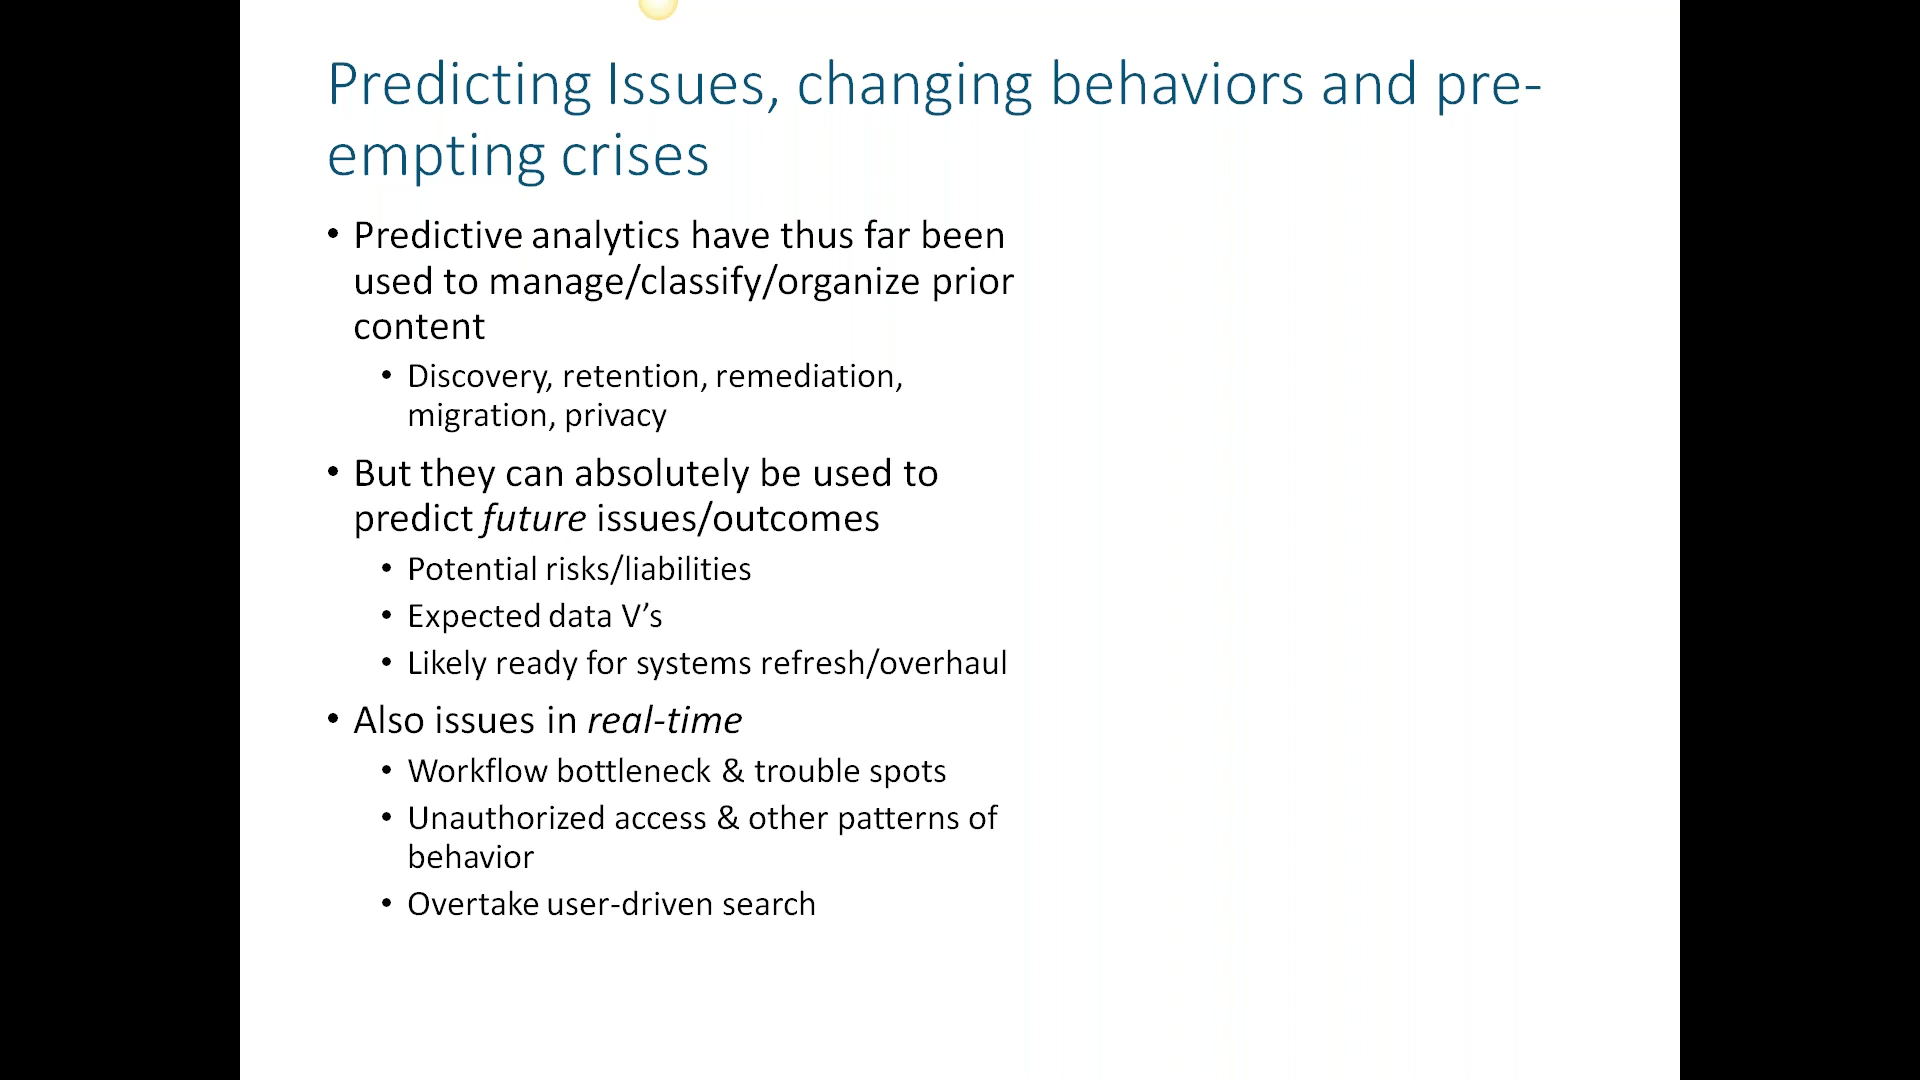 Predicting Issues, changing behaviors and pre-
empting crises
• Predictive analytics have thus far been
used to manage/classify/organize prior
content
• Discovery, retention, remediation,
migration, privacy
• But they can absolutely be used to
predict future issues/outcomes
• Potential risks/liabilities
• Expected data V’s
• Likely ready for systems refresh/overhaul
• Also issues in real-time
• Workflow bottleneck & trouble spots
• Unauthorized access & other patterns of
behavior
• Overtake user-driven search